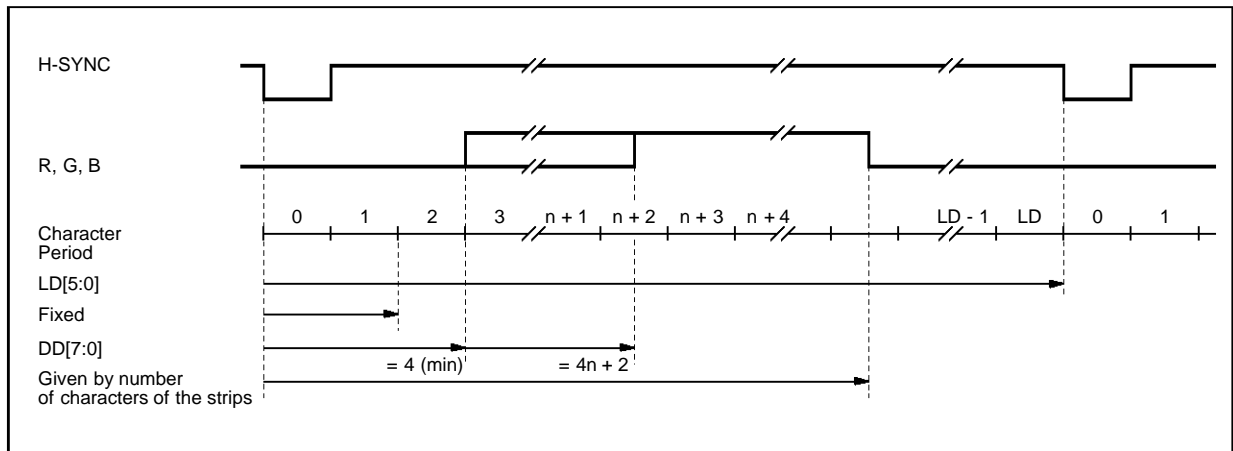 H-SYNC
R, G, B
0 1 2 3 n + 1 n + 2 n + 3 n + 4 LD - 1 LD 0 1
Character
Period
LD[5:0]
Fixed
DD[7:0]
= 4 (min) = 4n + 2
Given by number
of characters of the strips